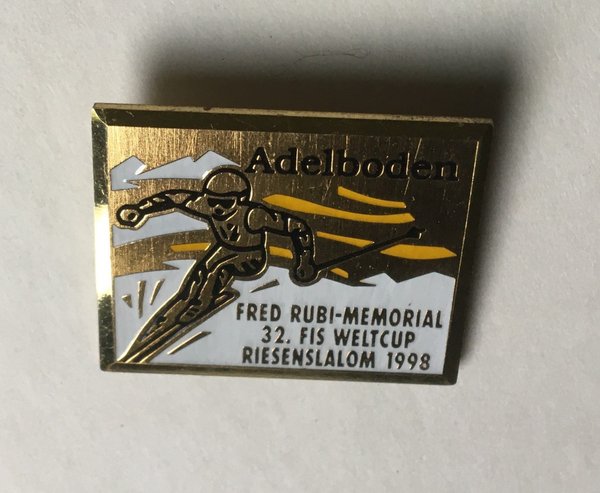 Adelboden
FRED RUBI-MEMORIAL
32. FIS WELTCUP
RIESENSLALOM 1998